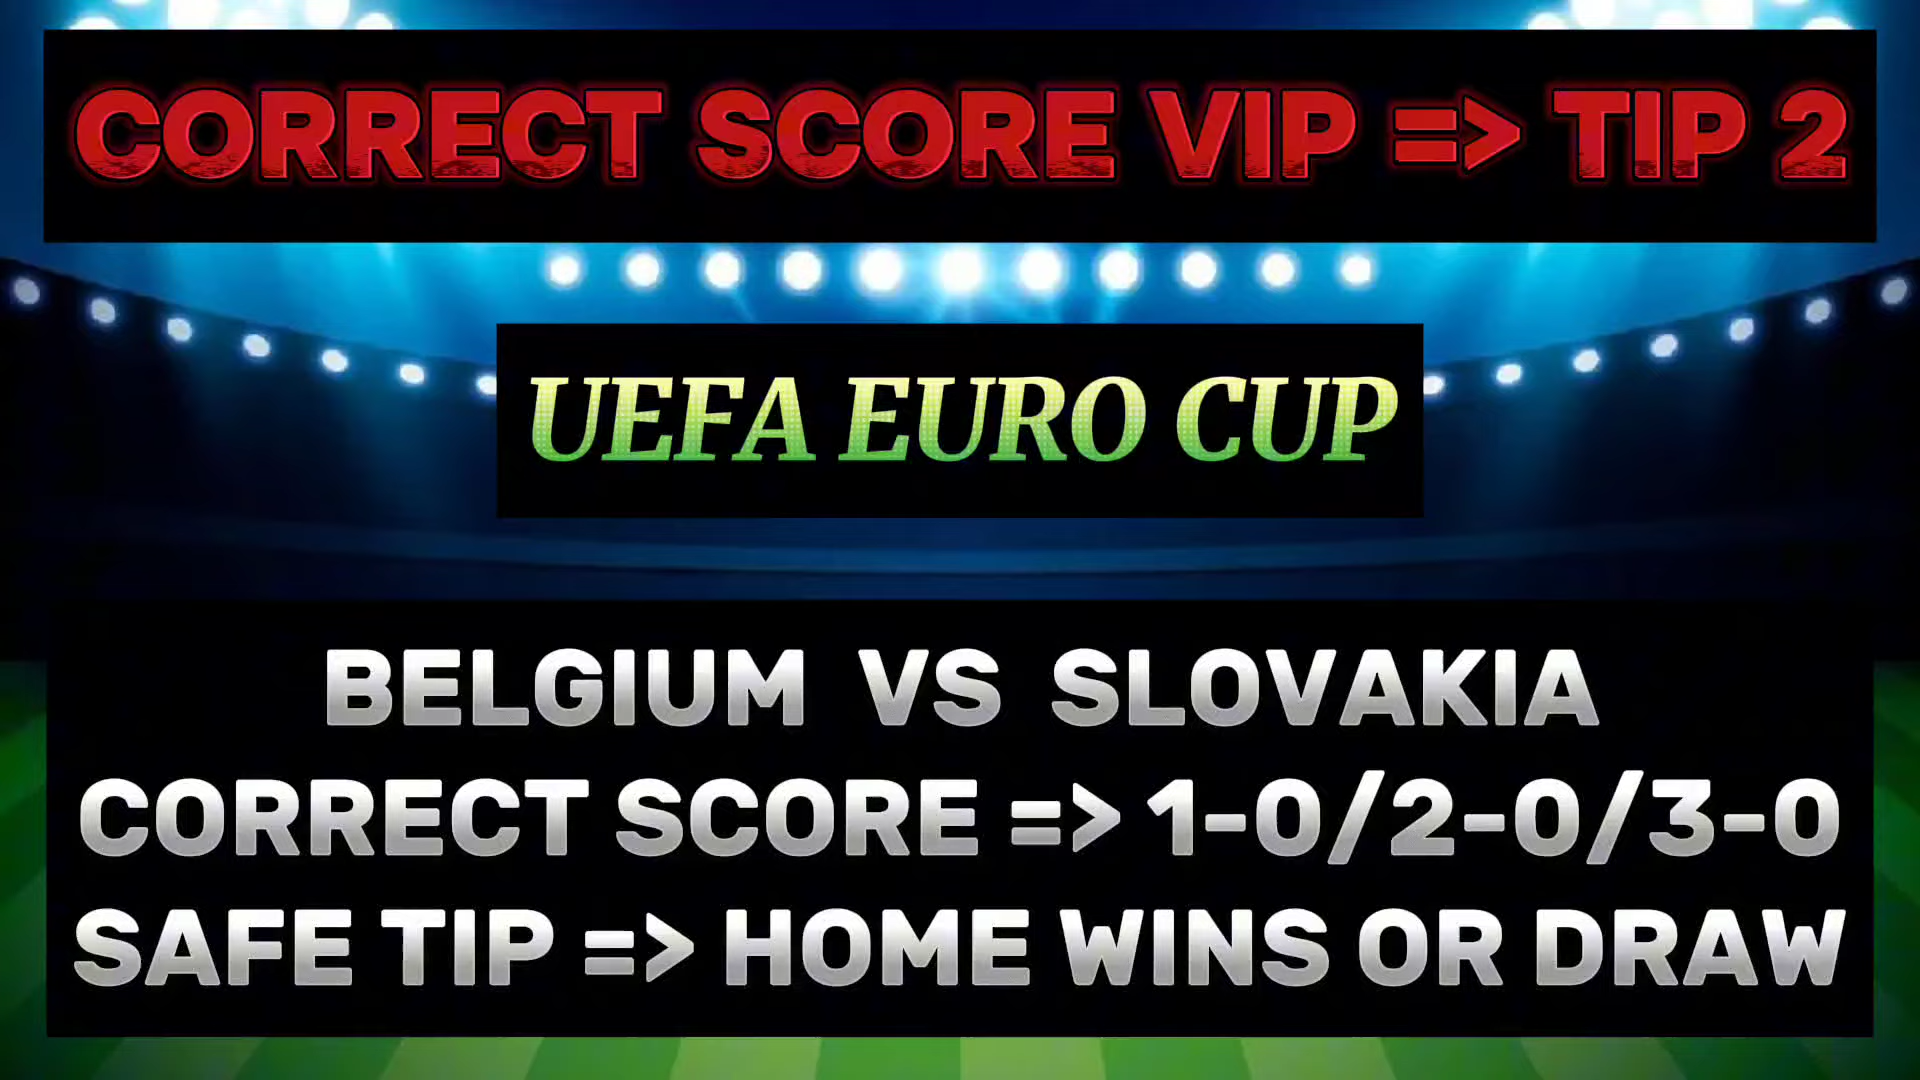 CORRECT SCORE VIP => TIP 2
UEFA EURO CUP
BELGIUM VS SLOVAKIA
CORRECT SCORE => 1-0/2-0/3-0
SAFE TIP => HOME WINS OR DRAW